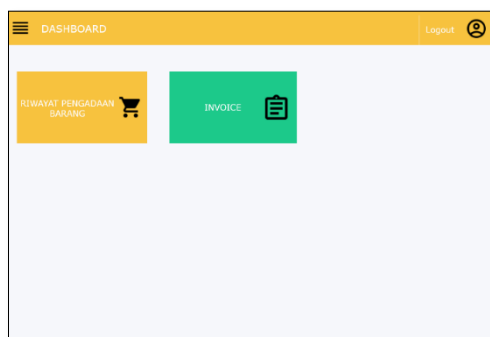 DASHBOARD
Logout
RIWAYAT PENGADAAN
BARANG
INVOICE